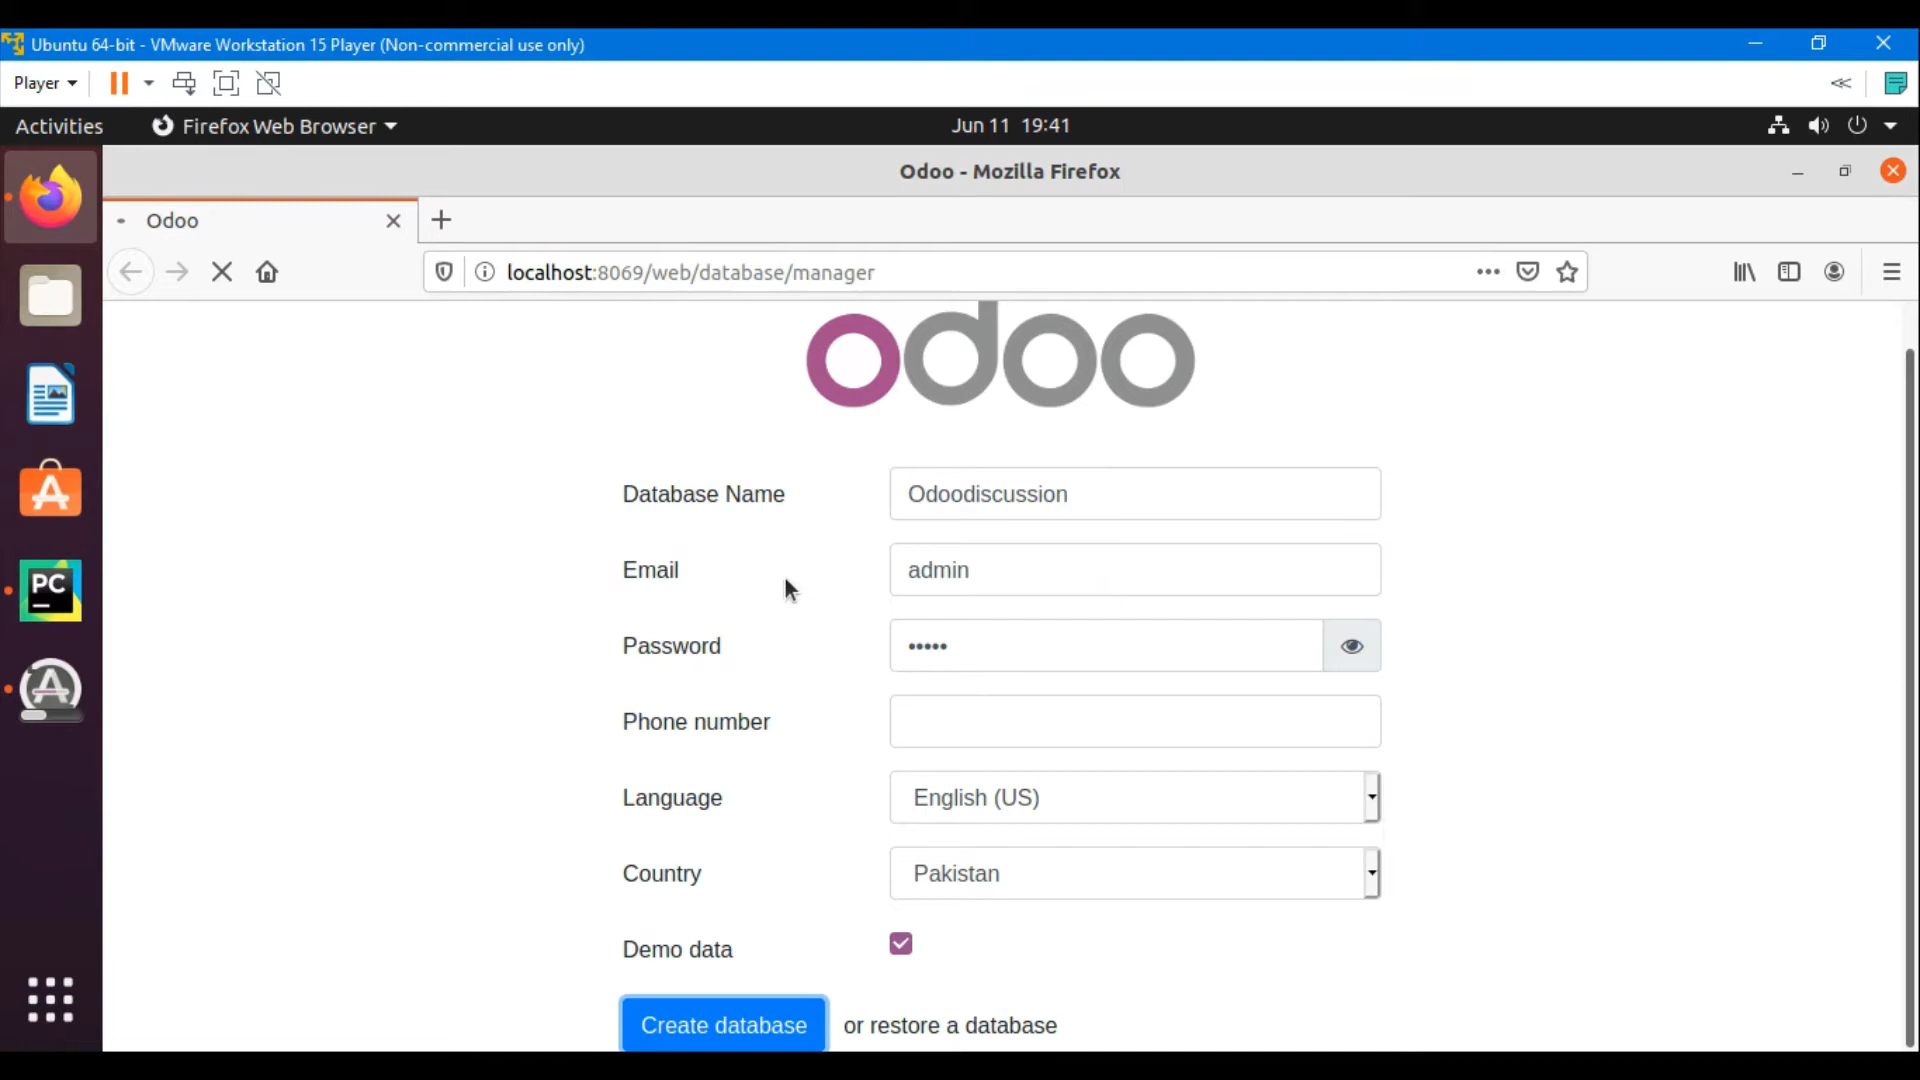 Ubuntu 64-bit - VMware Workstation 15 Player (Non-commercial use only)
Player
Activities
Firefox Web Browser
Jun 11 19:41
Odoo - Mozilla Firefox
Odoo
localhost:8069/web/database/manager
odoo
Database Name
Odoodiscussion
Email
admin
Password
•••••
Phone number
Language
English (US)
Country
Pakistan
Demo data
Create database
or restore a database
PC